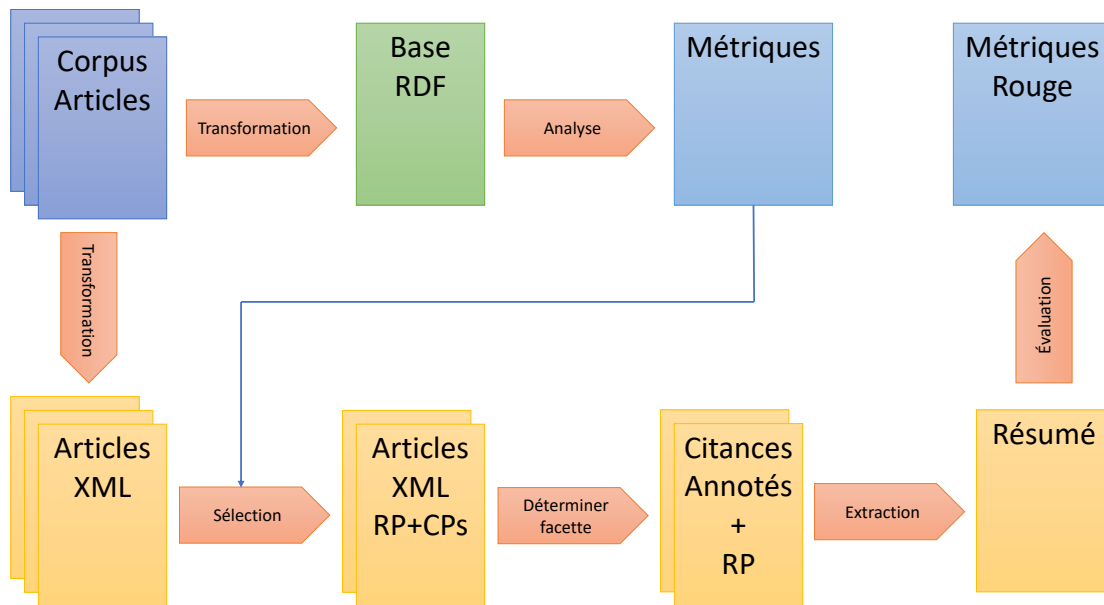 Corpus
Articles
Transformation
Base
RDF
Analyse
Métriques
Métriques
Rouge
Transformation
Évaluation
Articles
XML
Sélection
Articles
XML
RP+CPs
Déterminer
facette
Citances
Annotés
+
RP
Extraction
Résumé